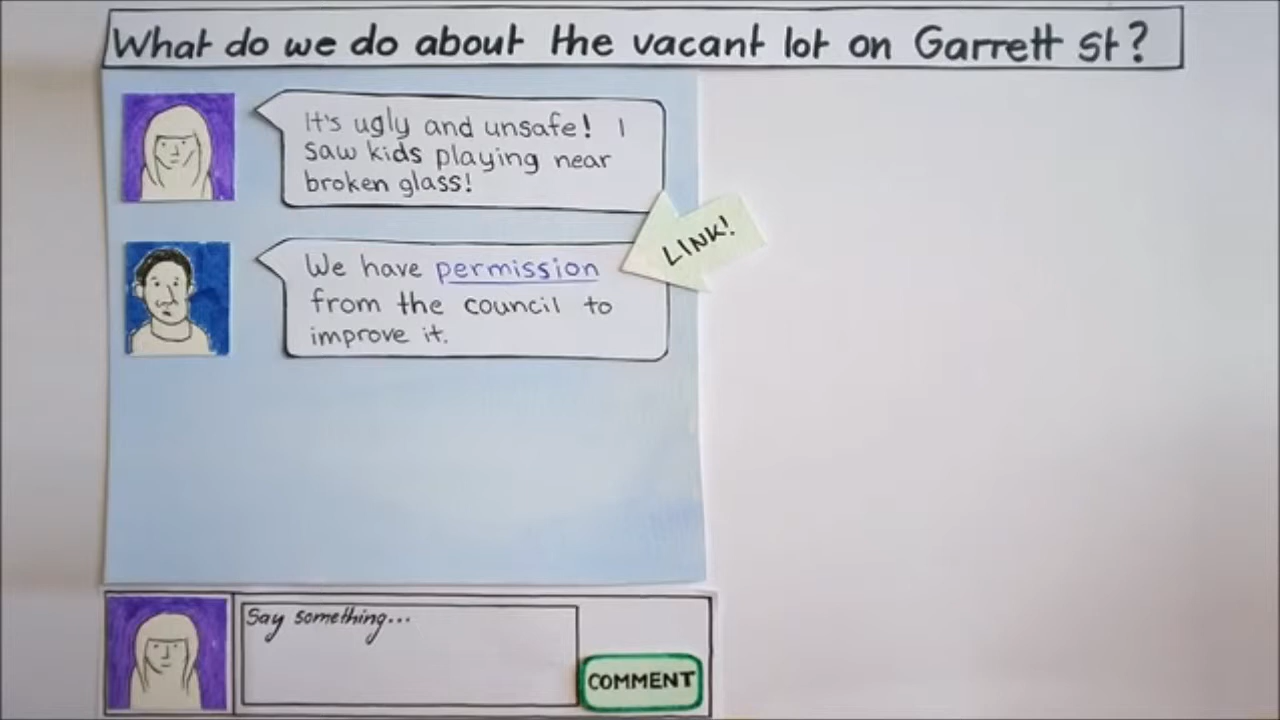 What do we do about the vacant lot on Garrett St?
It's ugly and unsafe! I
saw kids playing near
broken glass!
LINK!
We have permission
from the council to
improve it.
Say something...
COMMENT